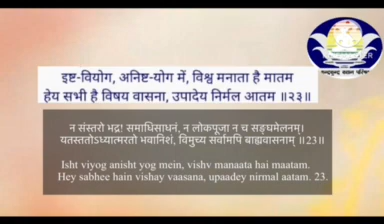 इष्ट-वियोग, अनिष्ट-योग में, विश्व मनाता है मातम
हेय सभी है विषय वासना, उपादेय निर्मल आतम ॥२३॥
न संस्तरो भद्र! समाधिसाधनं, न लोकपूजा न च सङ्घमेलनम्।
यतस्ततोऽध्यात्मरतो भवानिशं, विमुच्य सर्वामपि बाह्यवासनाम् ॥23॥
Isht viyog anisht yog mein, vishv manaata hai maatam.
Hey sabhee hain vishay vaasana, upaadey nirmal aatam. 23.